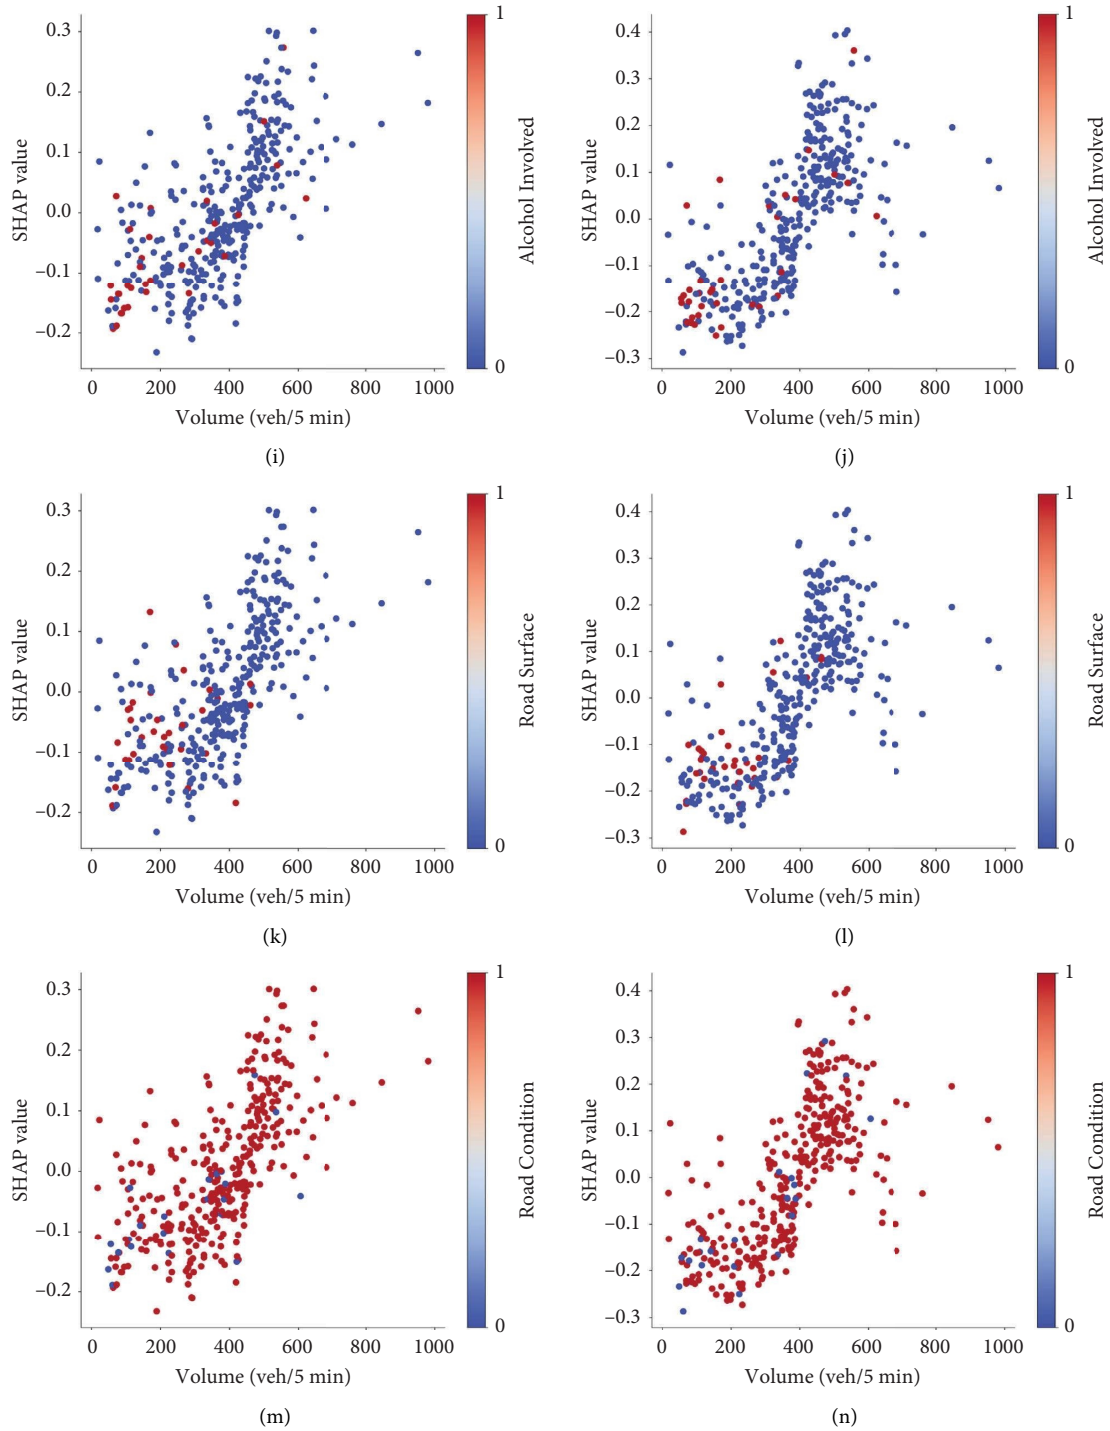 0.3
0.2
0.1
0.0
−0.1
−0.2
SHAP value
0 200 400 600 800 1000
Volume (veh/5 min)
1
0
Alcohol Involved
(i)
0.4
0.3
0.2
0.1
0.0
−0.1
−0.2
−0.3
SHAP value
0 200 400 600 800 1000
Volume (veh/5 min)
1
0
Alcohol Involved
(j)
0.3
0.2
0.1
0.0
−0.1
−0.2
SHAP value
0 200 400 600 800 1000
Volume (veh/5 min)
1
0
Road Surface
(k)
0.4
0.3
0.2
0.1
0.0
−0.1
−0.2
−0.3
SHAP value
0 200 400 600 800 1000
Volume (veh/5 min)
1
0
Road Surface
(l)
0.3
0.2
0.1
0.0
−0.1
−0.2
SHAP value
0 200 400 600 800 1000
Volume (veh/5 min)
1
0
Road Condition
(m)
0.4
0.3
0.2
0.1
0.0
−0.1
−0.2
−0.3
SHAP value
0 200 400 600 800 1000
Volume (veh/5 min)
1
0
Road Condition
(n)